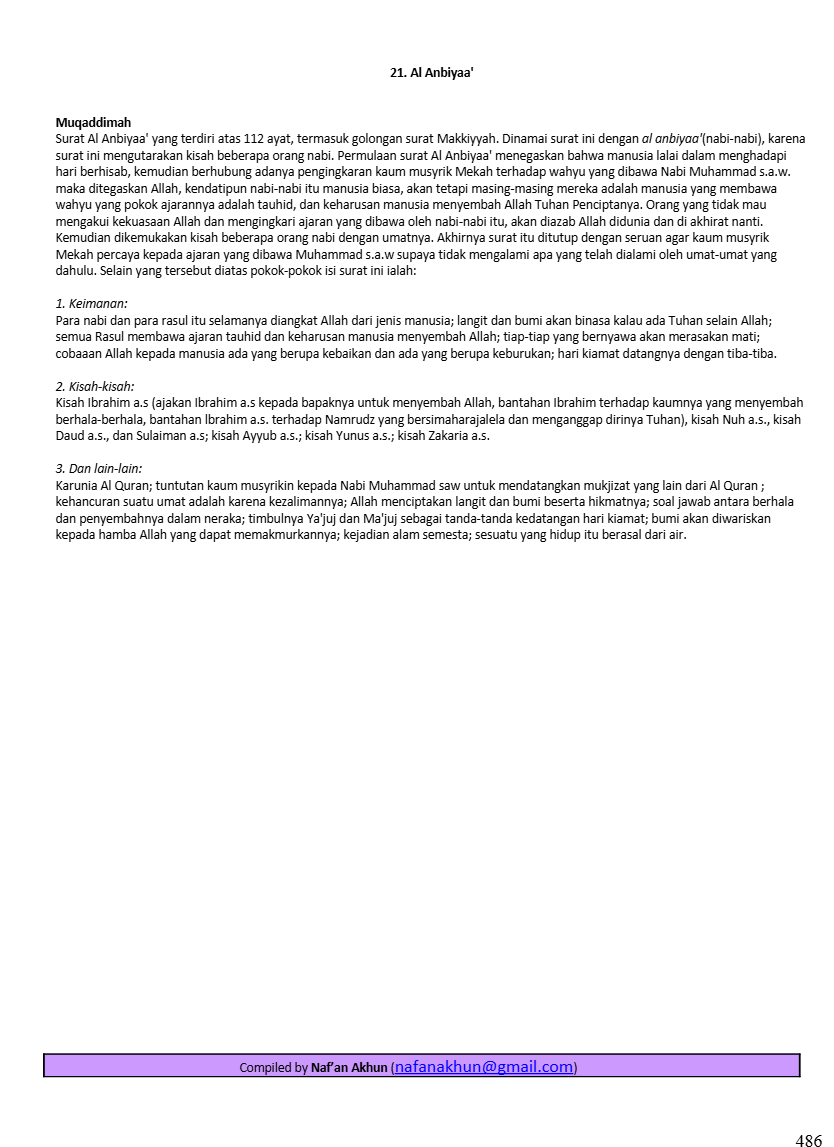 21. Al Anbiyaa'
Muqaddimah
Surat Al Anbiyaa' yang terdiri atas 112 ayat, termasuk golongan surat Makkiyyah. Dinamai surat ini dengan al anbiyaa'(nabi-nabi), karena
surat ini mengutarakan kisah beberapa orang nabi. Permulaan surat Al Anbiyaa' menegaskan bahwa manusia lalai dalam menghadapi
hari berhisab, kemudian berhubung adanya pengingkaran kaum musyrik Mekah terhadap wahyu yang dibawa Nabi Muhammad s.a.w.
maka ditegaskan Allah, kendatipun nabi-nabi itu manusia biasa, akan tetapi masing-masing mereka adalah manusia yang membawa
wahyu yang pokok ajarannya adalah tauhid, dan keharusan manusia menyembah Allah Tuhan Penciptanya. Orang yang tidak mau
mengakui kekuasaan Allah dan mengingkari ajaran yang dibawa oleh nabi-nabi itu, akan diazab Allah didunia dan di akhirat nanti.
Kemudian dikemukakan kisah beberapa orang nabi dengan umatnya. Akhirnya surat itu ditutup dengan seruan agar kaum musyrik
Mekah percaya kepada ajaran yang dibawa Muhammad s.a.w supaya tidak mengalami apa yang telah dialami oleh umat-umat yang
dahulu. Selain yang tersebut diatas pokok-pokok isi surat ini ialah:
1. Keimanan:
Para nabi dan para rasul itu selamanya diangkat Allah dari jenis manusia; langit dan bumi akan binasa kalau ada Tuhan selain Allah;
semua Rasul membawa ajaran tauhid dan keharusan manusia menyembah Allah; tiap-tiap yang bernyawa akan merasakan mati;
cobaaan Allah kepada manusia ada yang berupa kebaikan dan ada yang berupa keburukan; hari kiamat datangnya dengan tiba-tiba.
2. Kisah-kisah:
Kisah Ibrahim a.s (ajakan Ibrahim a.s kepada bapaknya untuk menyembah Allah, bantahan Ibrahim terhadap kaumnya yang menyembah
berhala-berhala, bantahan lbrahim a.s. terhadap Namrudz yang bersimaharajalela dan menganggap dirinya Tuhan), kisah Nuh a.s., kisah
Daud a.s., dan Sulaiman a.s; kisah Ayyub a.s.; kisah Yunus a.s.; kisah Zakaria a.s.
3. Dan lain-lain:
Karunia Al Quran; tuntutan kaum musyrikin kepada Nabi Muhammad saw untuk mendatangkan mukjizat yang lain dari Al Quran ;
kehancuran suatu umat adalah karena kezalimannya; Allah menciptakan langit dan bumi beserta hikmatnya; soal jawab antara berhala
dan penyembahnya dalam neraka; timbulnya Ya'juj dan Ma'juj sebagai tanda-tanda kedatangan hari kiamat; bumi akan diwariskan
kepada hamba Allah yang dapat memakmurkannya; kejadian alam semesta; sesuatu yang hidup itu berasal dari air.
Compiled by Naf’an Akhun (nafanakhun@gmail.com)
486